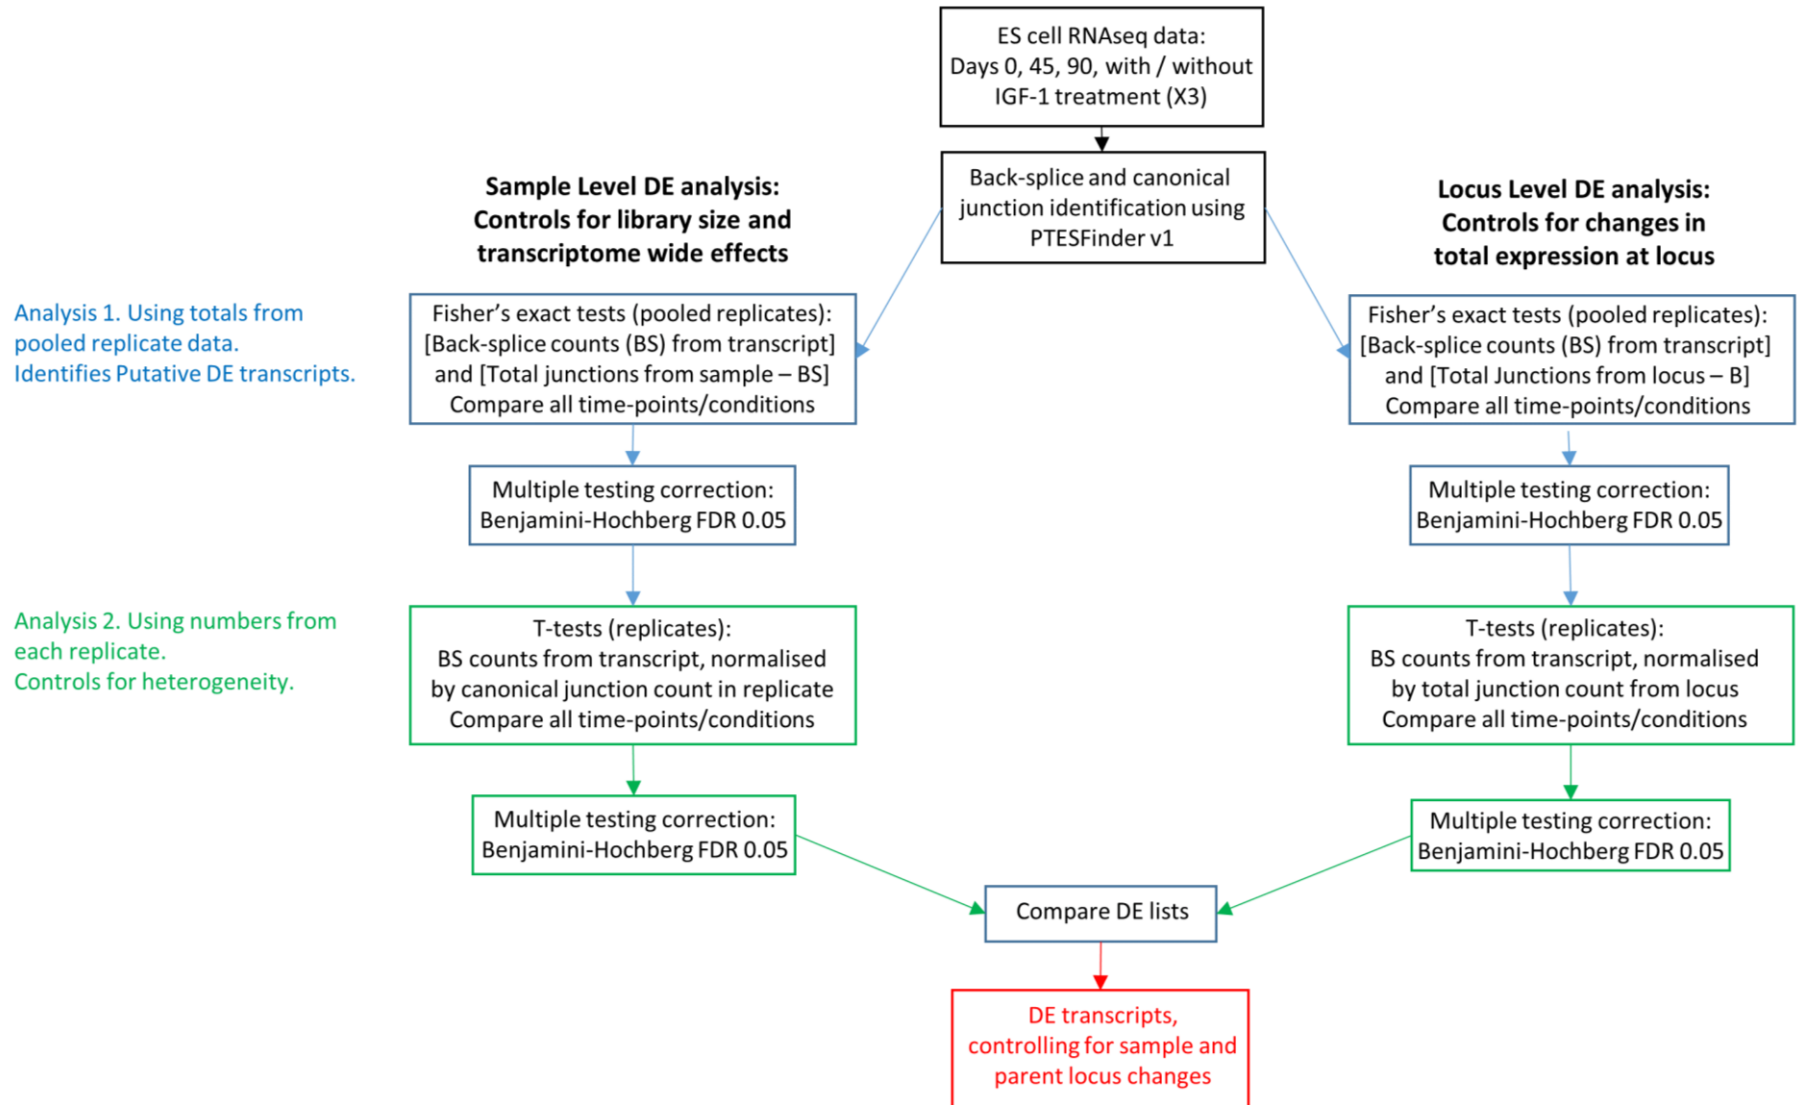 ES cell RNAseq data:
Days 0, 45, 90, with / without
IGF-1 treatment (X3)
Back-splice and canonical
junction identification using
PTESFinder v1
Sample Level DE analysis:
Controls for library size and
transcriptome wide effects
Locus Level DE analysis:
Controls for changes in
total expression at locus
Analysis 1. Using totals from
pooled replicate data.
Identifies Putative DE transcripts.
Fisher's exact tests (pooled replicates):
[Back-splice counts (BS) from transcript]
and [Total junctions from sample – BS]
Compare all time-points/conditions
Fisher's exact tests (pooled replicates):
[Back-splice counts (BS) from transcript]
and [Total Junctions from locus – B]
Compare all time-points/conditions
Multiple testing correction:
Benjamini-Hochberg FDR 0.05
Multiple testing correction:
Benjamini-Hochberg FDR 0.05
Analysis 2. Using numbers from
each replicate.
Controls for heterogeneity.
T-tests (replicates):
BS counts from transcript, normalised
by canonical junction count in replicate
Compare all time-points/conditions
T-tests (replicates):
BS counts from transcript, normalised
by total junction count from locus
Compare all time-points/conditions
Multiple testing correction:
Benjamini-Hochberg FDR 0.05
Multiple testing correction:
Benjamini-Hochberg FDR 0.05
Compare DE lists
DE transcripts,
controlling for sample and
parent locus changes